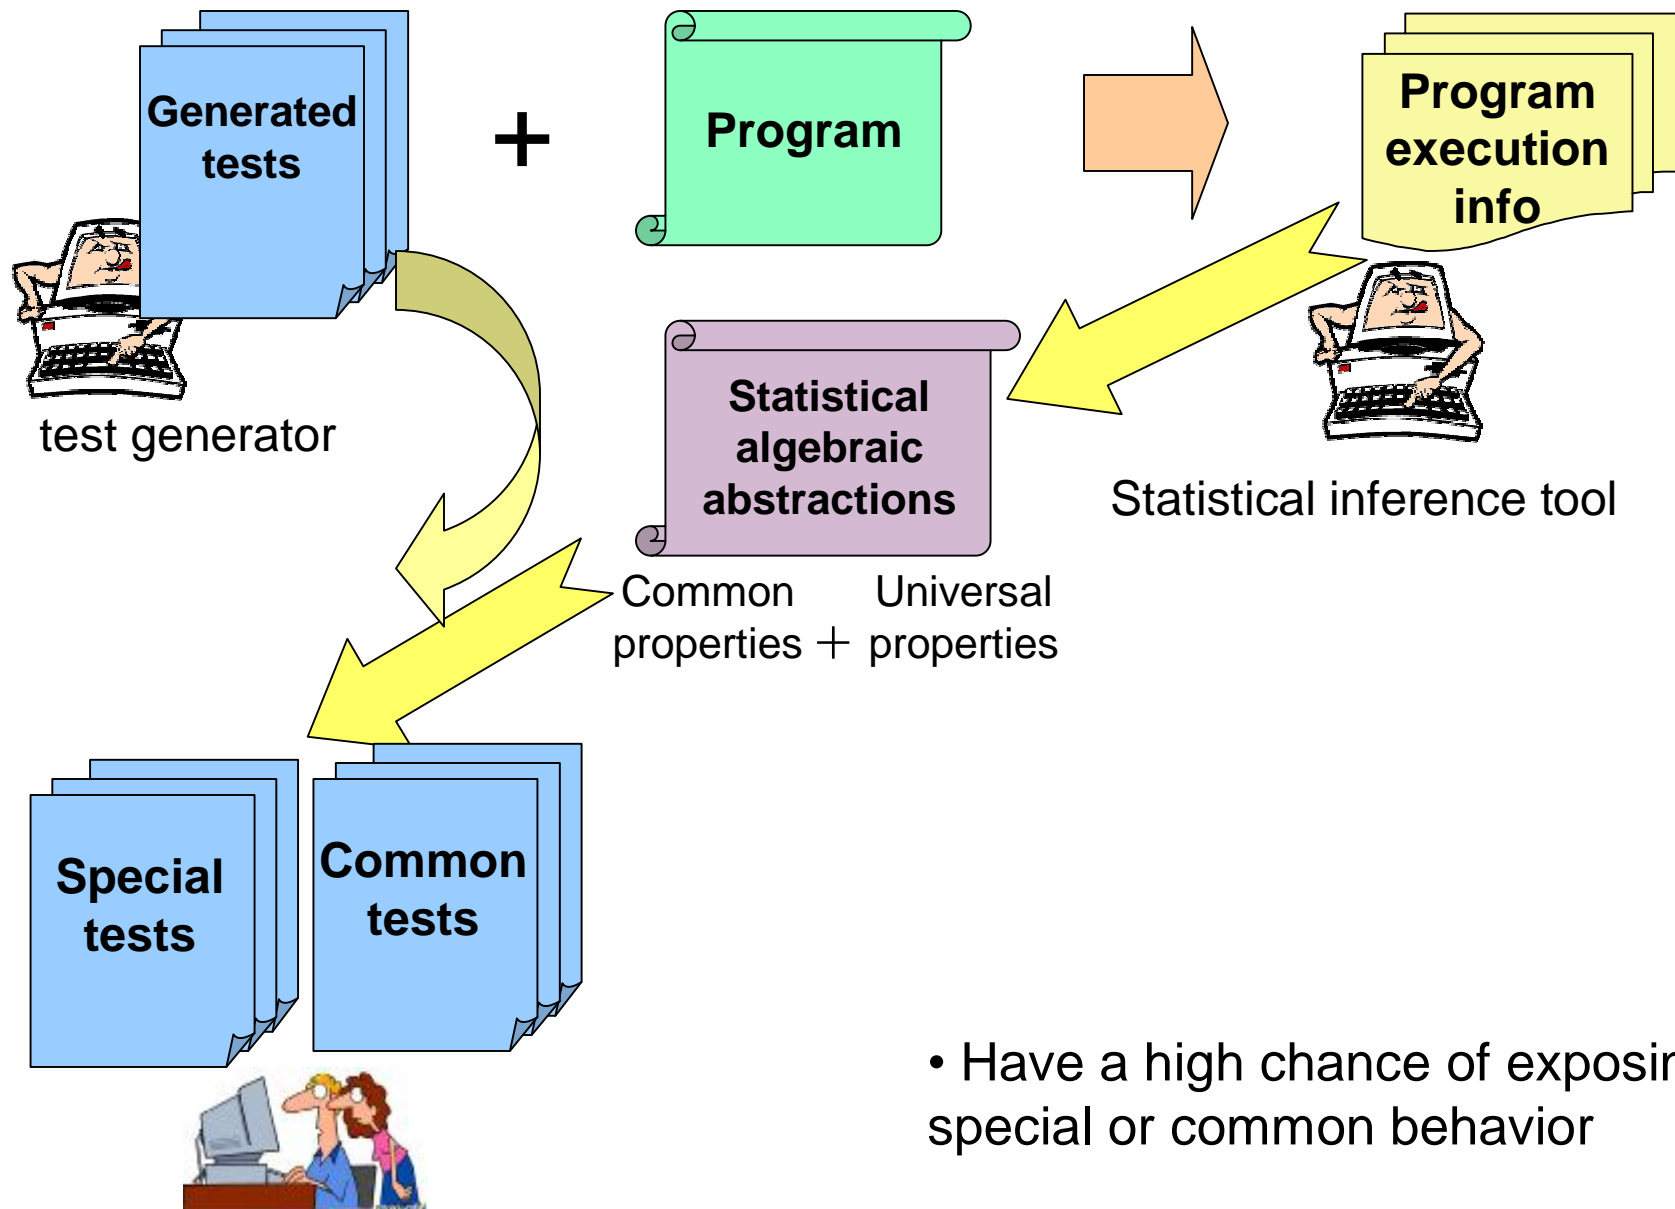 Generated
tests
+
Program
Program
execution
info
test generator
Statistical
algebraic
abstractions
Statistical inference tool
Common
properties
+
Universal
properties
Special
tests
Common
tests
• Have a high chance of exposin
special or common behavior